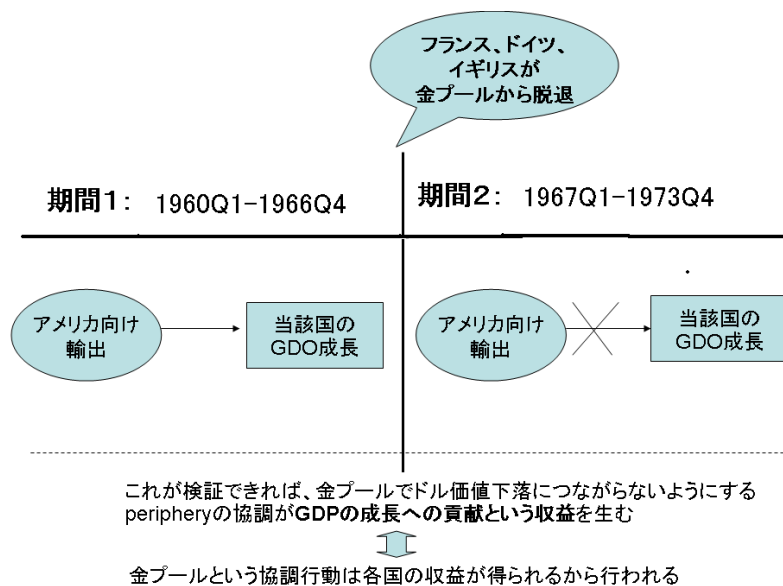 フランス、ドイツ、
イギリスが
金プールから脱退
期間1: 1960Q1-1966Q4
期間2: 1967Q1-1973Q4
アメリカ向け
輸出
当該国の
GDO成長
アメリカ向け
輸出
当該国の
GDO成長
これが検証できれば、金プールでドル価値下落につながらないようにする
peripheryの協調がGDPの成長への貢献という収益を生む
金プールという協調行動は各国の収益が得られるから行われる